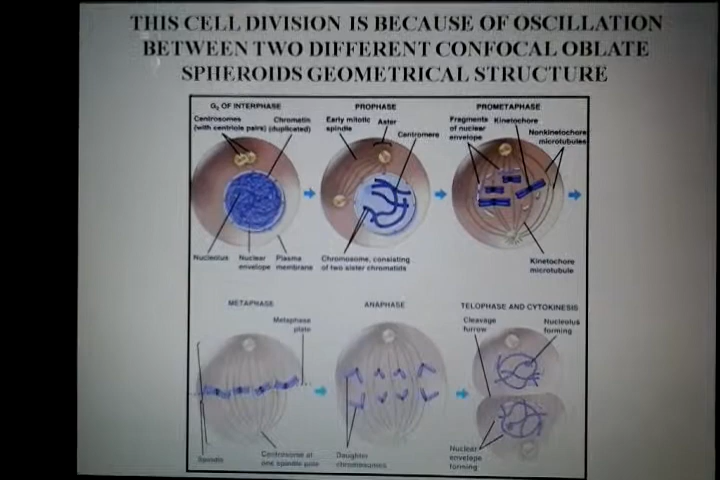 THIS CELL DIVISION IS BECAUSE OF OSCILLATION
BETWEEN TWO DIFFERENT CONFOCAL OBLATE
SPHEROIDS GEOMETRICAL STRUCTURE
G₂ OF INTERPHASE
Centrosomes
(with centriole pairs)
Chromatin
(duplicated)
Nucleolus
Nuclear
envelope
Plasma
membrane
PROPHASE
Early mitotic
spindle
Aster
Centromere
Chromosome, consisting
of two sister chromatids
PROMETAPHASE
Fragments
of nuclear
envelope
Kinetochore
Nonkinetochore
microtubules
Kinetochore
microtubule
METAPHASE
Metaphase
plate
Spindle
Centrosome at
one spindle pole
ANAPHASE
Daughter
chromosomes
TELOPHASE AND CYTOKINESIS
Cleavage
furrow
Nucleolus
forming
Nuclear
envelope
forming